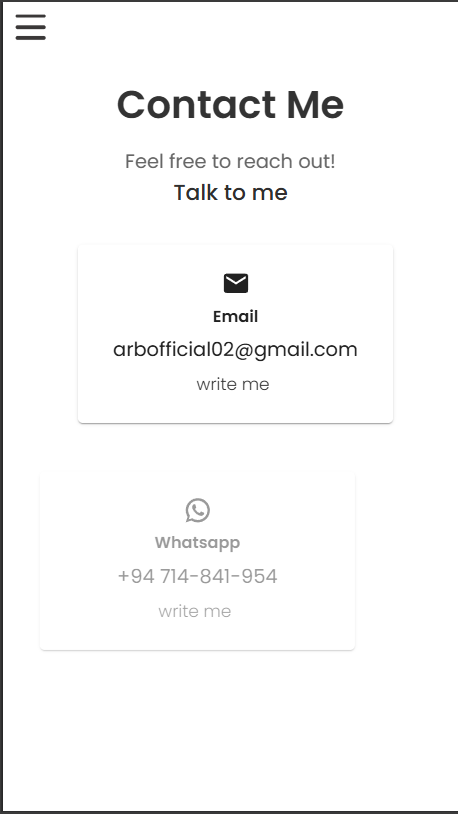 Contact Me
Feel free to reach out!
Talk to me
Email
arbofficial02@gmail.com
write me
Whatsapp
+94 714-841-954
write me